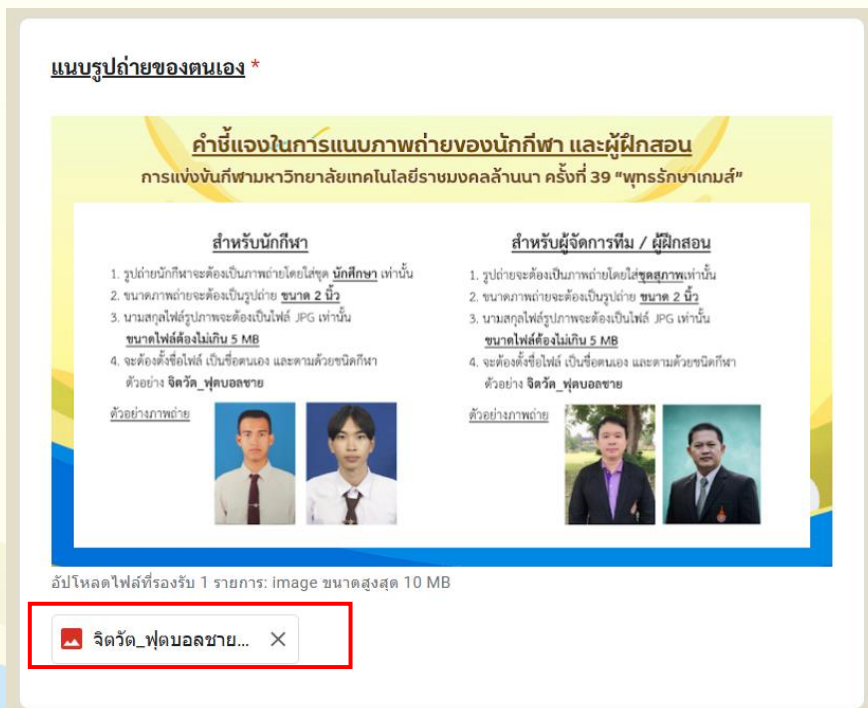 แนบรูปถ่ายของตนเอง *
คำชี้แจงในการแนบภาพถ่ายของนักกีฬา และผู้ฝึกสอน
การแข่งขันกีฬามหาวิทยาลัยเทคโนโลยีราชมงคลล้านนา ครั้งที่ 39 “พุทธรักษาเกมส์”
สำหรับนักกีฬา
1. รูปถ่ายนักกีฬาจะต้องเป็นภาพถ่ายโดยใส่ชุด นักศึกษา เท่านั้น
2. ขนาดภาพถ่ายจะต้องเป็นรูปถ่าย ขนาด 2 นิ้ว
3. นามสกุลไฟล์รูปภาพจะต้องเป็นไฟล์ JPG เท่านั้น
ขนาดไฟล์ต้องไม่เกิน 5 MB
4. จะต้องตั้งชื่อไฟล์ เป็นชื่อตนเอง และตามด้วยชนิดกีฬา
ตัวอย่าง จิตวัต_ฟุตบอลชาย
ตัวอย่างภาพถ่าย
สำหรับผู้จัดการทีม / ผู้ฝึกสอน
1. รูปถ่ายจะต้องเป็นภาพถ่ายโดยใส่ชุดสุภาพเท่านั้น
2. ขนาดภาพถ่ายจะต้องเป็นรูปถ่าย ขนาด 2 นิ้ว
3. นามสกุลไฟล์รูปภาพจะต้องเป็นไฟล์ JPG เท่านั้น
ขนาดไฟล์ต้องไม่เกิน 5 MB
4. จะต้องตั้งชื่อไฟล์ เป็นชื่อตนเอง และตามด้วยชนิดกีฬา
ตัวอย่าง จิตวัต_ฟุตบอลชาย
ตัวอย่างภาพถ่าย
อัปโหลดไฟล์ที่รองรับ 1 รายการ: image ขนาดสูงสุด 10 MB
จิตวัต_ฟุตบอลชาย...